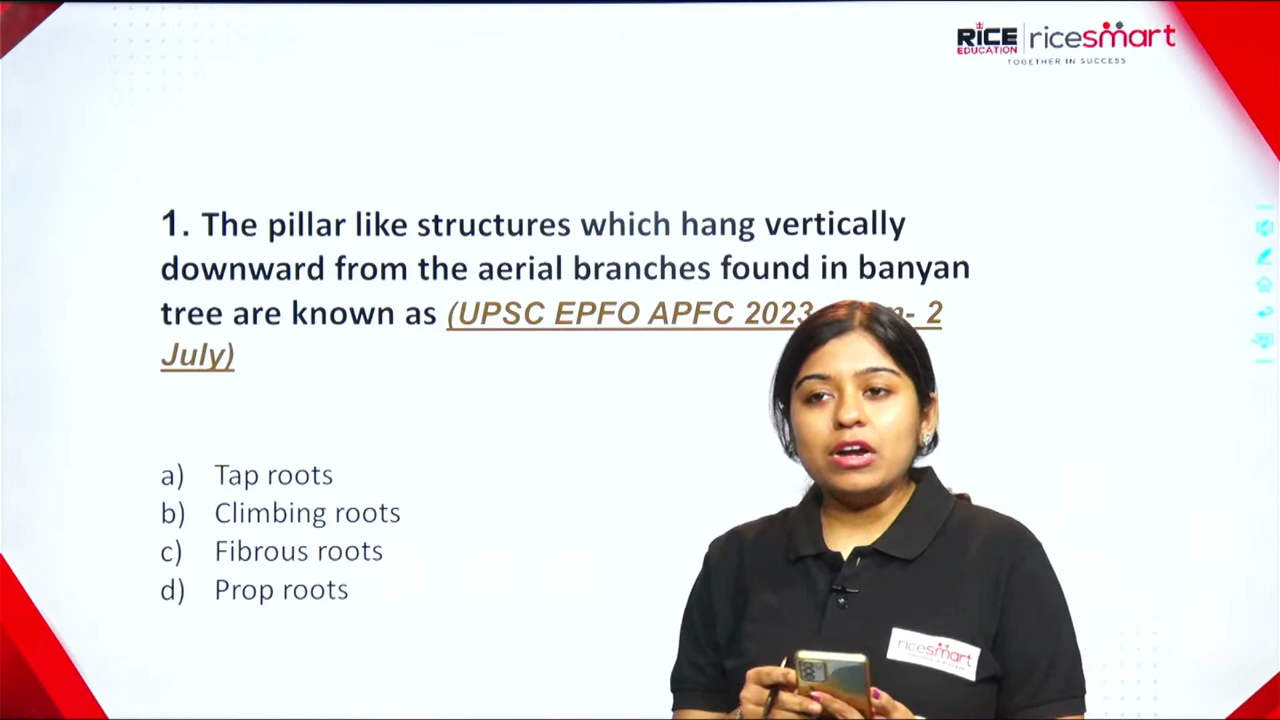 RICE
EDUCATION
ricesmart
TOGETHER IN SUCCESS
1. The pillar like structures which hang vertically
downward from the aerial branches found in banyan
tree are known as (UPSC EPFO APFC 2023 - 2
July)
a) Tap roots
b) Climbing roots
c) Fibrous roots
d) Prop roots
ricesmart